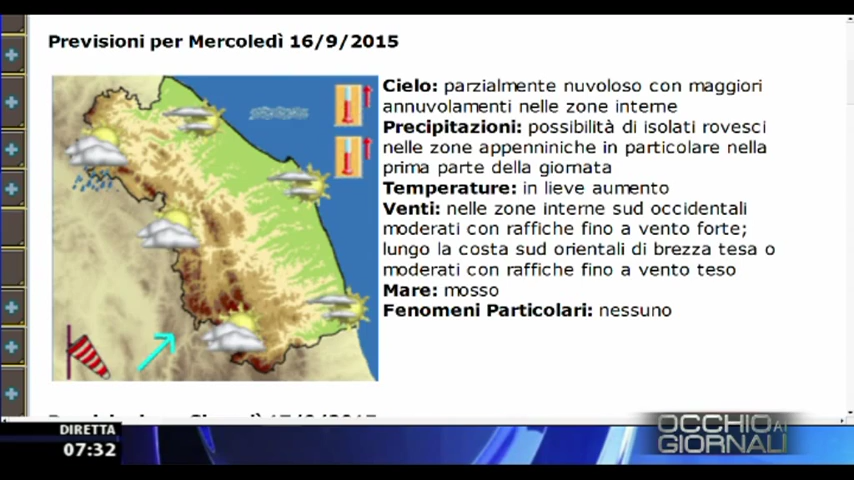 Previsioni per Mercoledì 16/9/2015
Cielo: parzialmente nuvoloso con maggiori
annuvolamenti nelle zone interne
Precipitazioni: possibilità di isolati rovesci
nelle zone appenniniche in particolare nella
prima parte della giornata
Temperature: in lieve aumento
Venti: nelle zone interne sud occidentali
moderati con raffiche fino a vento forte;
lungo la costa sud orientali di brezza tesa o
moderati con raffiche fino a vento teso
Mare: mosso
Fenomeni Particolari: nessuno
DIRETTA
07:32
OCCHIO AI
GIORNALI